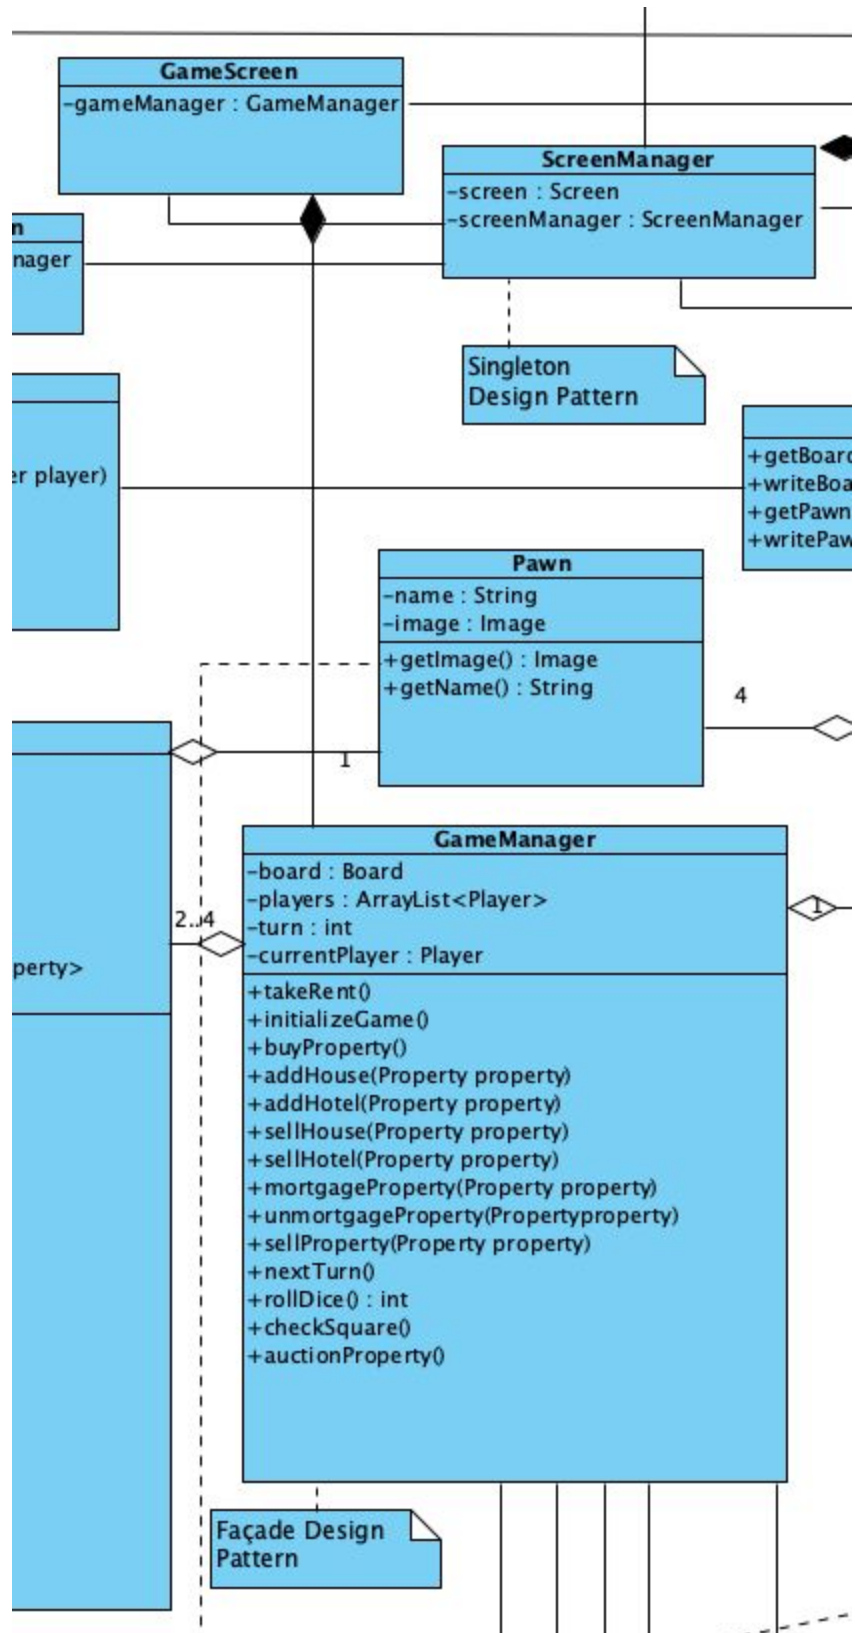 GameScreen
-gameManager : GameManager
ScreenManager
-screen : Screen
-screenManager : ScreenManager
n
nager
Singleton
Design Pattern
er player)
+getBoard
+writeBoa
+getPawn
+writePaw
Pawn
-name : String
-image : Image
+getImage() : Image
+getName() : String
4
1
GameManager
-board : Board
-players : ArrayList<Player>
-turn : int
-currentPlayer : Player
1
2..4
perty>
+takeRent()
+initializeGame()
+buyProperty()
+addHouse(Property property)
+addHotel(Property property)
+sellHouse(Property property)
+sellHotel(Property property)
+mortgageProperty(Property property)
+unmortgageProperty(Propertyproperty)
+sellProperty(Property property)
+nextTurn()
+rollDice() : int
+checkSquare()
+auctionProperty()
Façade Design
Pattern